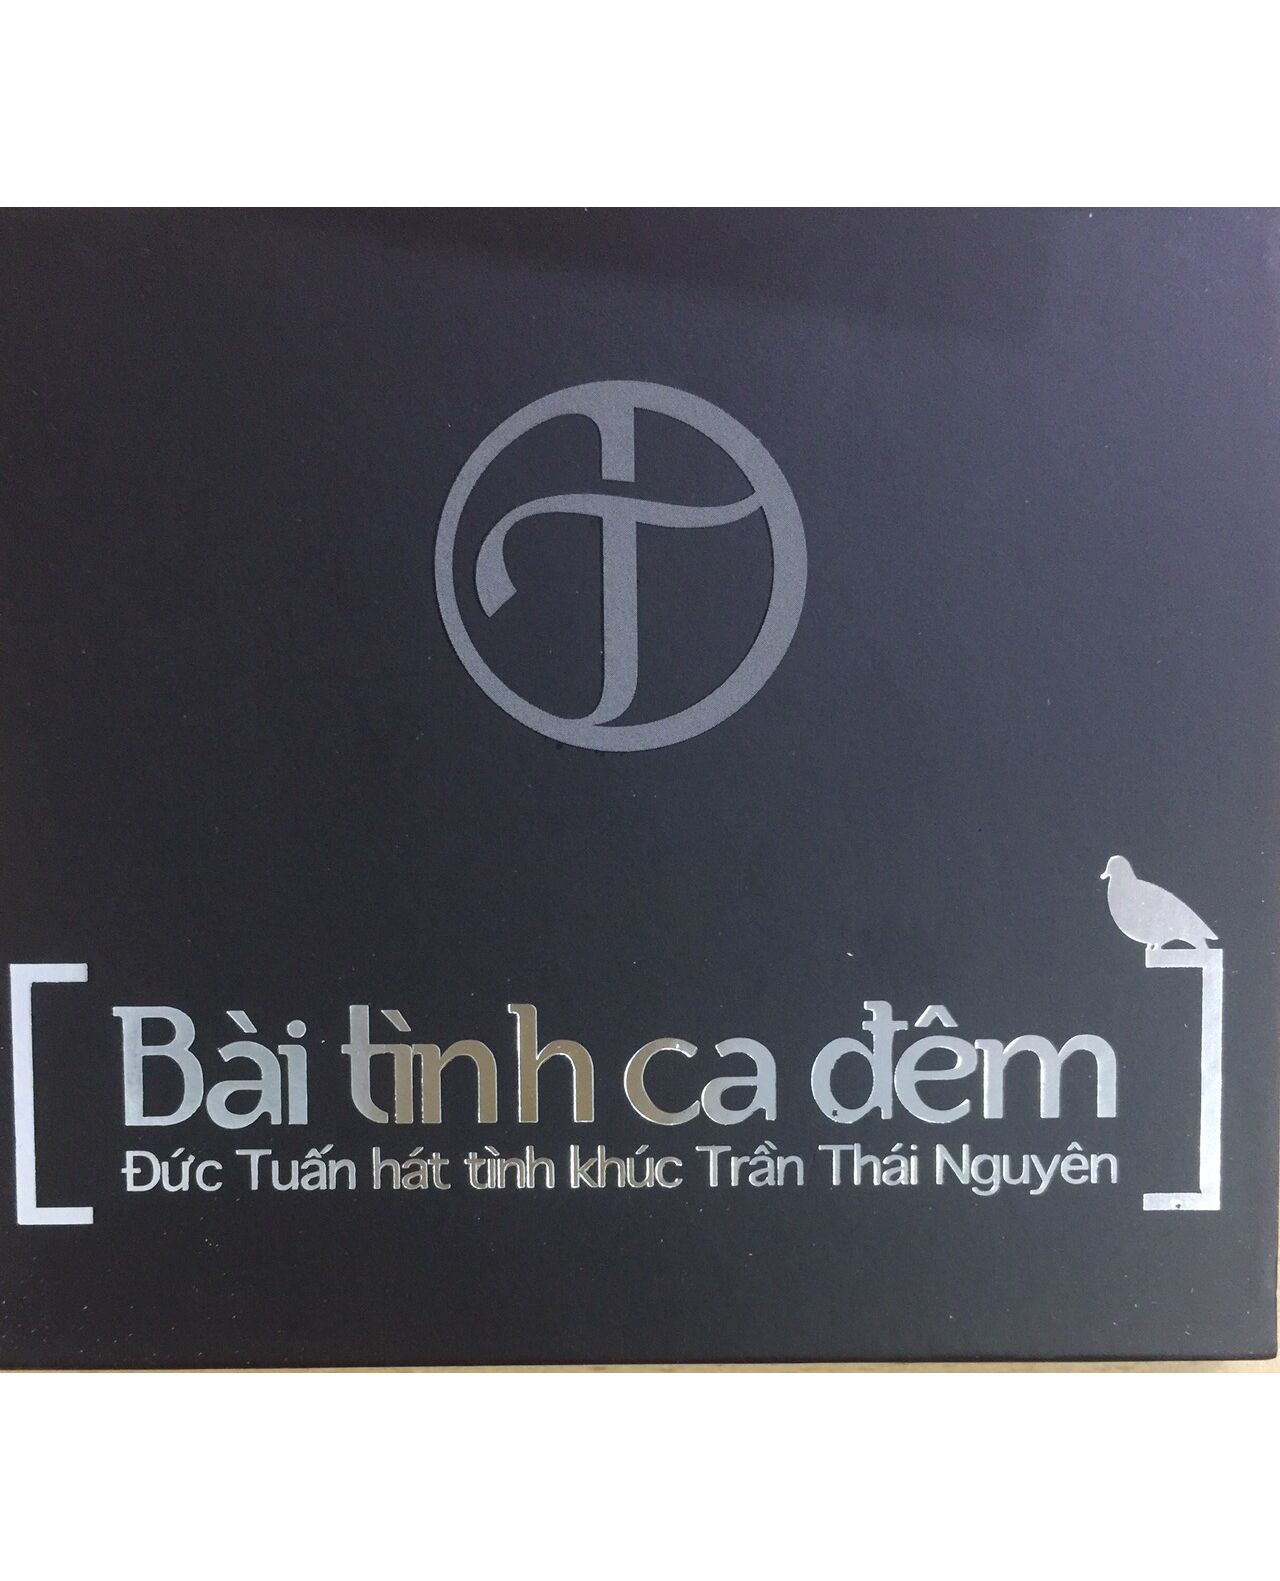 Bài tình ca đêm
Đức Tuấn hát tình khúc Trần Thái Nguyên